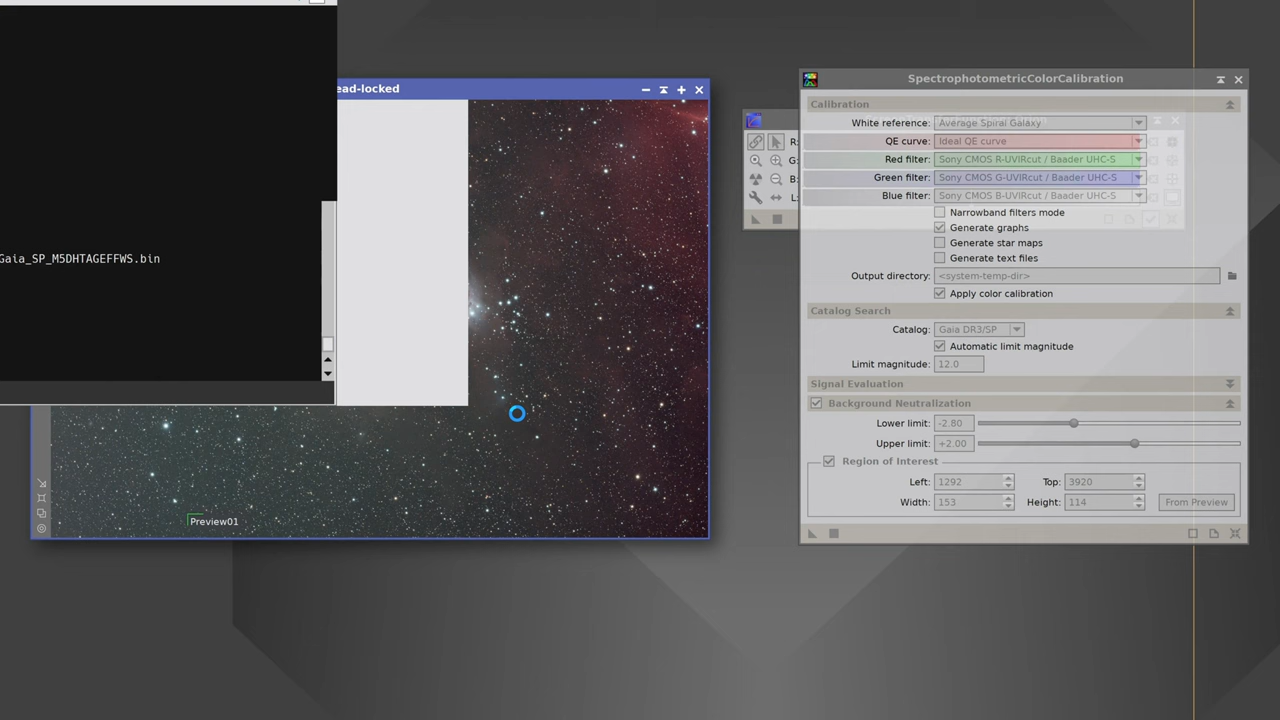 ead-locked
Gaia_SP_M5DHTAGEFFWS.bin
Preview01
R:
G:
B:
L:
SpectrophotometricColorCalibration
Calibration
White reference: Average Spiral Galaxy
QE curve: Ideal QE curve
Red filter: Sony CMOS R-UVIRcut / Baader UHC-S
Green filter: Sony CMOS G-UVIRcut / Baader UHC-S
Blue filter: Sony CMOS B-UVIRcut / Baader UHC-S
Narrowband filters mode
Generate graphs
Generate star maps
Generate text files
Output directory: <system-temp-dir>
Apply color calibration
Catalog Search
Catalog: Gaia DR3/SP
Automatic limit magnitude
Limit magnitude: 12.0
Signal Evaluation
Background Neutralization
Lower limit: -2.80
Upper limit: +2.00
Region of Interest
Left: 1292 Top: 3920
Width: 153 Height: 114 From Preview